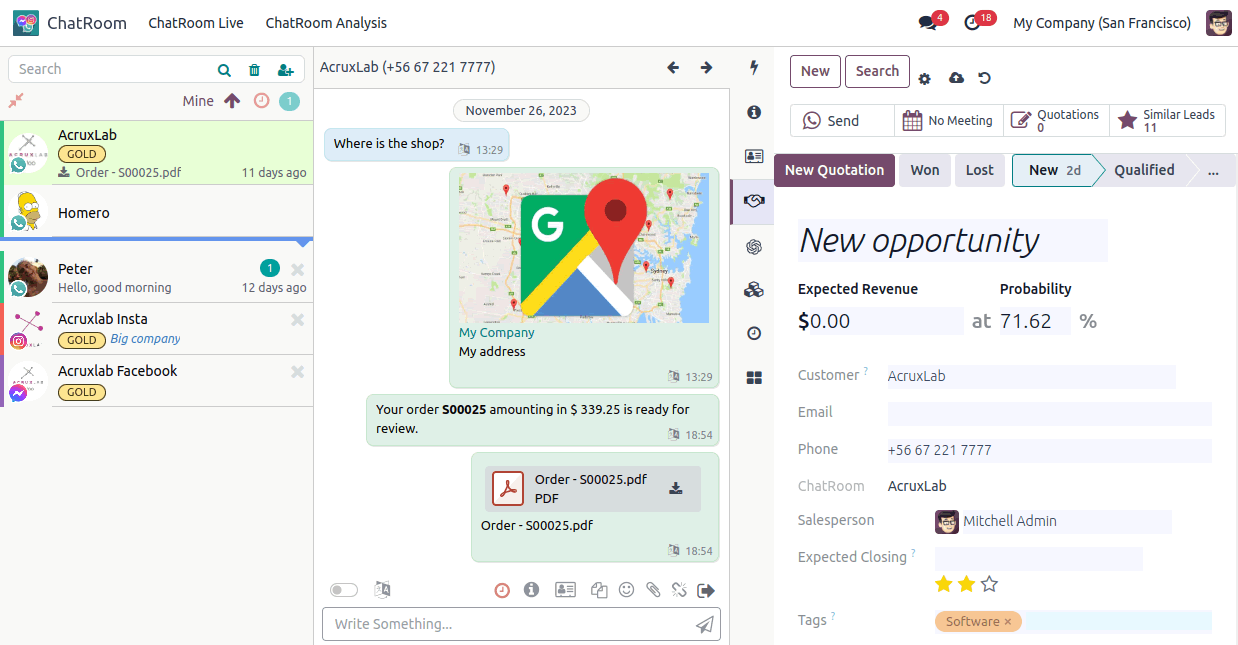 ChatRoom
ChatRoom Live
ChatRoom Analysis
4
18
My Company (San Francisco)
Search
Mine
1
AcruxLab
GOLD
Order - S00025.pdf
11 days ago
Homero
Peter
1
Hello, good morning
12 days ago
Acruxlab Insta
GOLD
Big company
Acruxlab Facebook
GOLD
AcruxLab (+56 67 221 7777)
November 26, 2023
Where is the shop?
13:29
G
Sydney
My Company
My address
13:29
Your order S00025 amounting in $ 339.25 is ready for
review.
18:54
Order - S00025.pdf
PDF
Order - S00025.pdf
18:54
Write Something...
New
Search
Send
No Meeting
Quotations
0
Similar Leads
11
New Quotation
Won
Lost
New 2d
Qualified
...
New opportunity
Expected Revenue
Probability
$0.00
at 71.62 %
Customer ?
AcruxLab
Email
Phone
+56 67 221 7777
ChatRoom
AcruxLab
Salesperson
Mitchell Admin
Expected Closing ?
Tags ?
Software ×